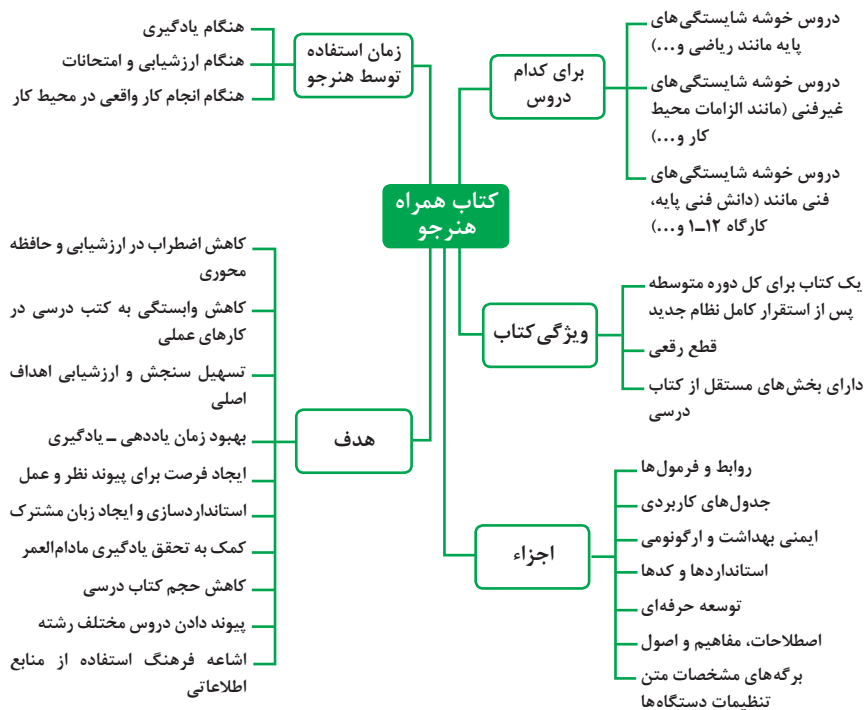 کتاب همراه
هنرجو
برای کدام
دروس
دروس خوشه شایستگی‌های
پایه مانند ریاضی و...)
دروس خوشه شایستگی‌های
غیرفنی (مانند الزامات محیط
کار و...)
دروس خوشه شایستگی‌های
فنی مانند (دانش فنی پایه،
کارگاه ۱۲–۱ و...)
ویژگی کتاب
یک کتاب برای کل دوره متوسطه
پس از استقرار کامل نظام جدید
قطع رقعی
دارای بخش‌های مستقل از کتاب
درسی
اجزاء
روابط و فرمول‌ها
جدول‌های کاربردی
ایمنی بهداشت و ارگونومی
استانداردها و کدها
توسعه حرفه‌ای
اصطلاحات، مفاهیم و اصول
برگه‌های مشخصات متن
تنظیمات دستگاه‌ها
زمان استفاده
توسط هنرجو
هنگام یادگیری
هنگام ارزشیابی و امتحانات
هنگام انجام کار واقعی در محیط کار
هدف
کاهش اضطراب در ارزشیابی و حافظه
محوری
کاهش وابستگی به کتب درسی در
کارهای عملی
تسهیل سنجش و ارزشیابی اهداف
اصلی
بهبود زمان یاددهی – یادگیری
ایجاد فرصت برای پیوند نظر و عمل
استانداردسازی و ایجاد زبان مشترک
کمک به تحقق یادگیری مادام‌العمر
کاهش حجم کتاب درسی
پیوند دادن دروس مختلف رشته
اشاعه فرهنگ استفاده از منابع
اطلاعاتی